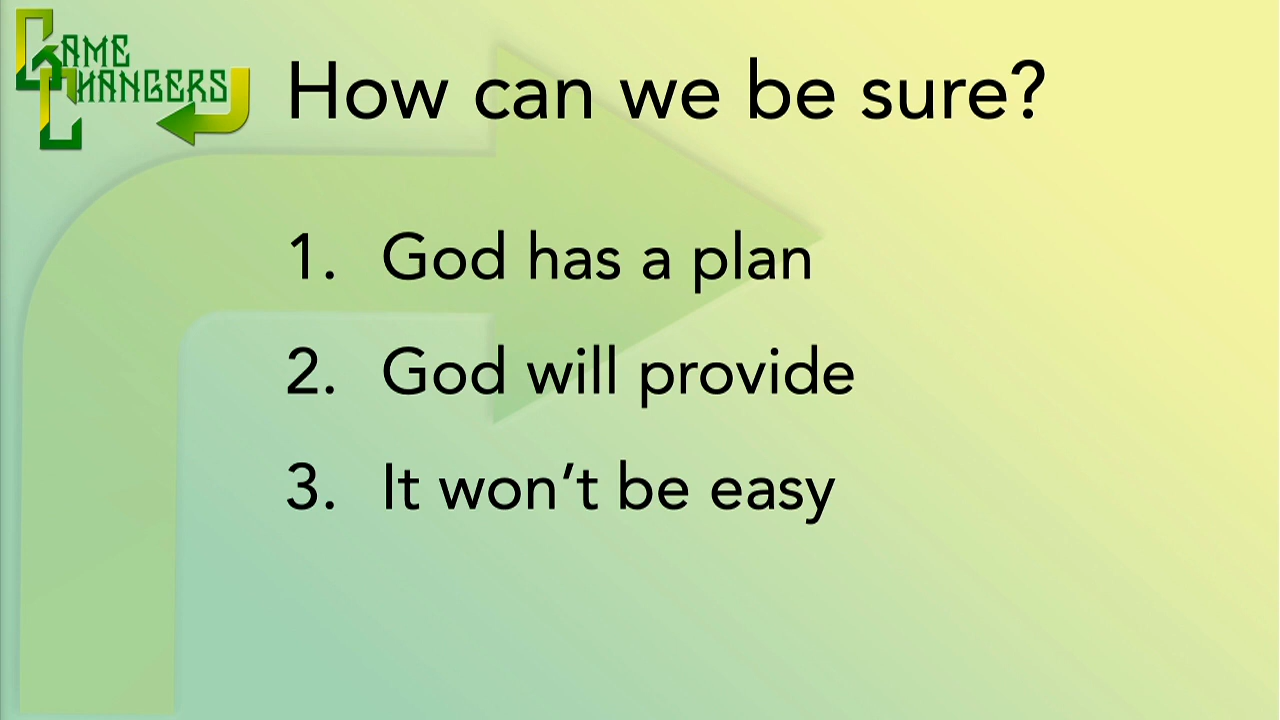 GAME
CHANGERS
How can we be sure?
1. God has a plan
2. God will provide
3. It won’t be easy